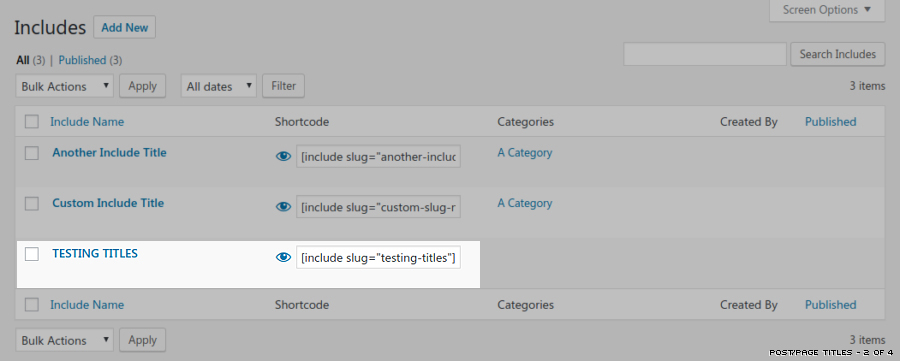 Screen Options ▼
Includes Add New
All (3) | Published (3)
Search Includes
Bulk Actions ▼ Apply All dates ▼ Filter 3 items
Include Name Shortcode Categories Created By Published
Another Include Title [include slug="another-includ A Category
Custom Include Title [include slug="custom-slug-r A Category
TESTING TITLES [include slug="testing-titles"]
Include Name Shortcode Categories Created By Published
Bulk Actions ▼ Apply 3 items
POST/PAGE TITLES - 2 OF 4